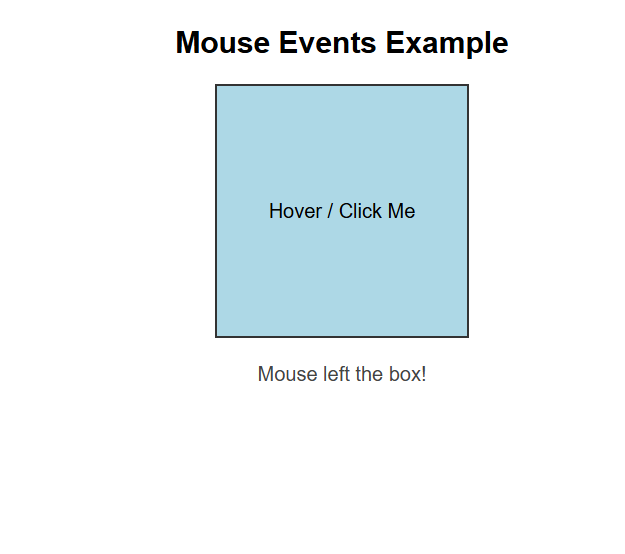 Mouse Events Example
Hover / Click Me
Mouse left the box!